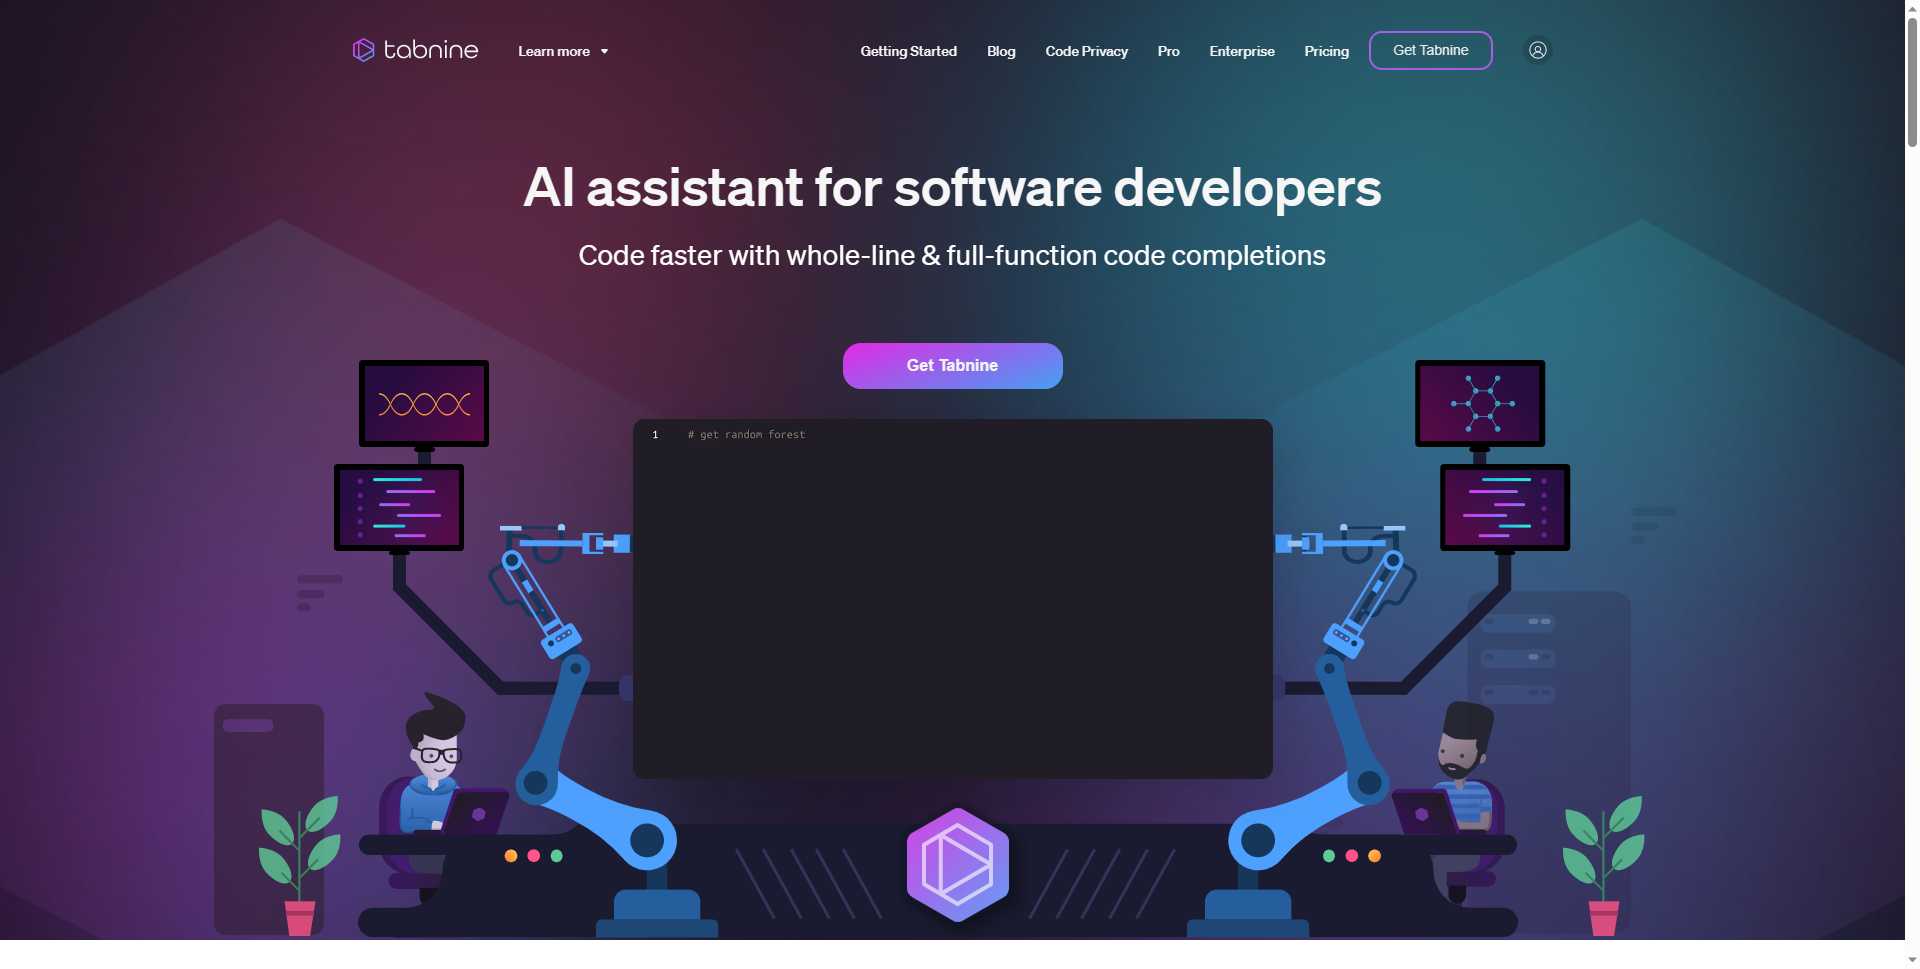 tabnine
Learn more
Getting Started
Blog
Code Privacy
Pro
Enterprise
Pricing
Get Tabnine
AI assistant for software developers
Code faster with whole-line & full-function code completions
Get Tabnine
1 # get random forest